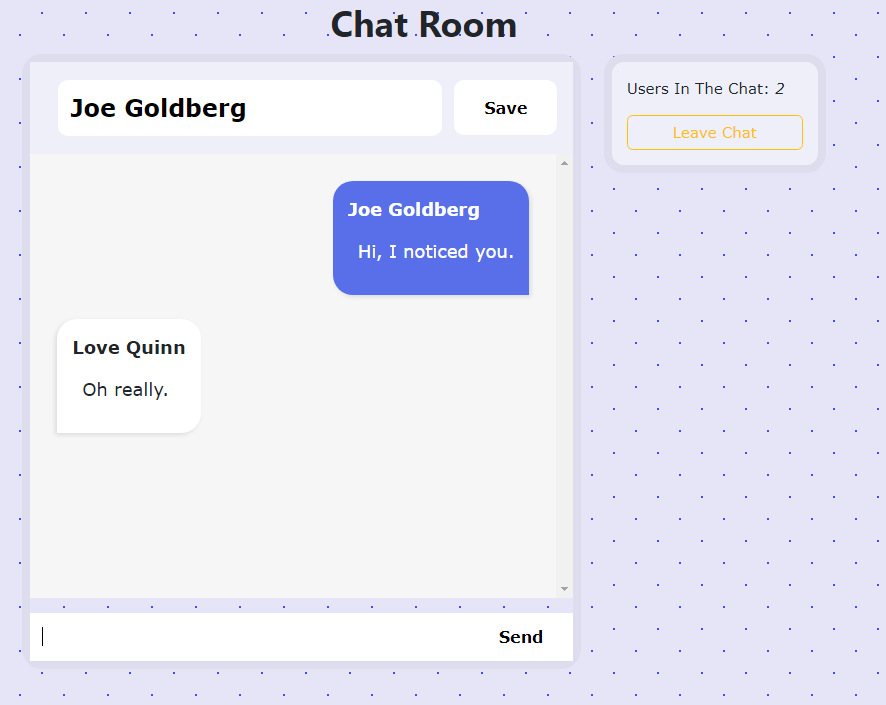 Chat Room
Joe Goldberg
Save
Users In The Chat: 2
Leave Chat
Joe Goldberg
Hi, I noticed you.
Love Quinn
Oh really.
Send